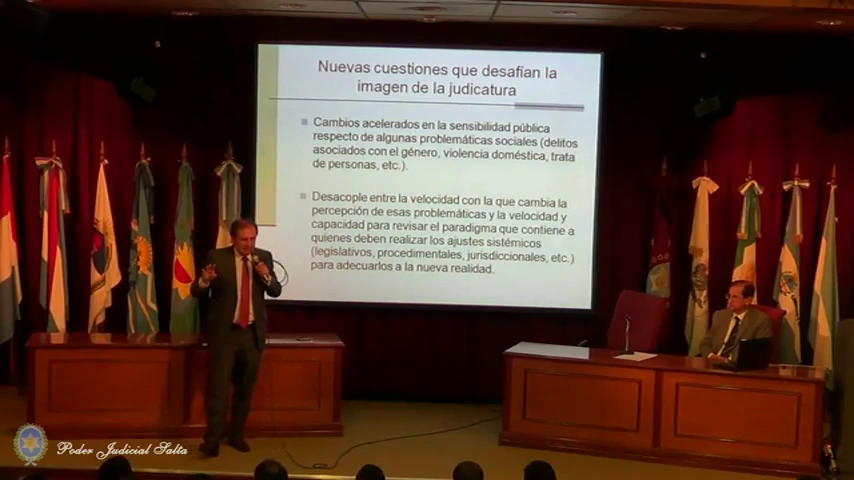 Nuevas cuestiones que desafían la
imagen de la judicatura
Cambios acelerados en la sensibilidad pública
respecto de algunas problemáticas sociales (delitos
asociados con el género, violencia doméstica, trata
de personas, etc.).
Desacople entre la velocidad con la que cambia la
percepción de esas problemáticas y la velocidad y
capacidad para revisar el paradigma que contiene a
quienes deben realizar los ajustes sistémicos
(legislativos, procedimentales, jurisdiccionales, etc.)
para adecuarlos a la nueva realidad.
Poder Judicial Salta